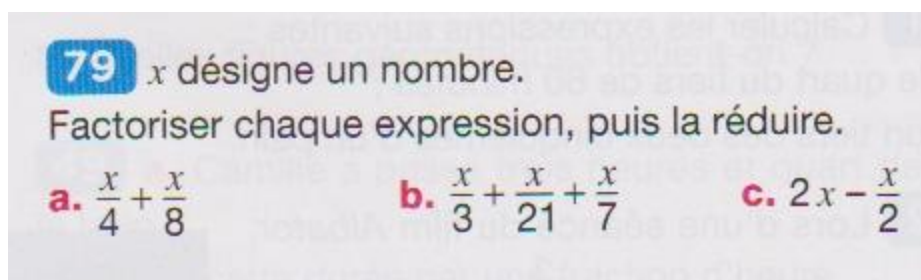 79 x désigne un nombre.
Factoriser chaque expression, puis la réduire.
a. x/4 + x/8 b. x/3 + x/21 + x/7 c. 2x − x/2